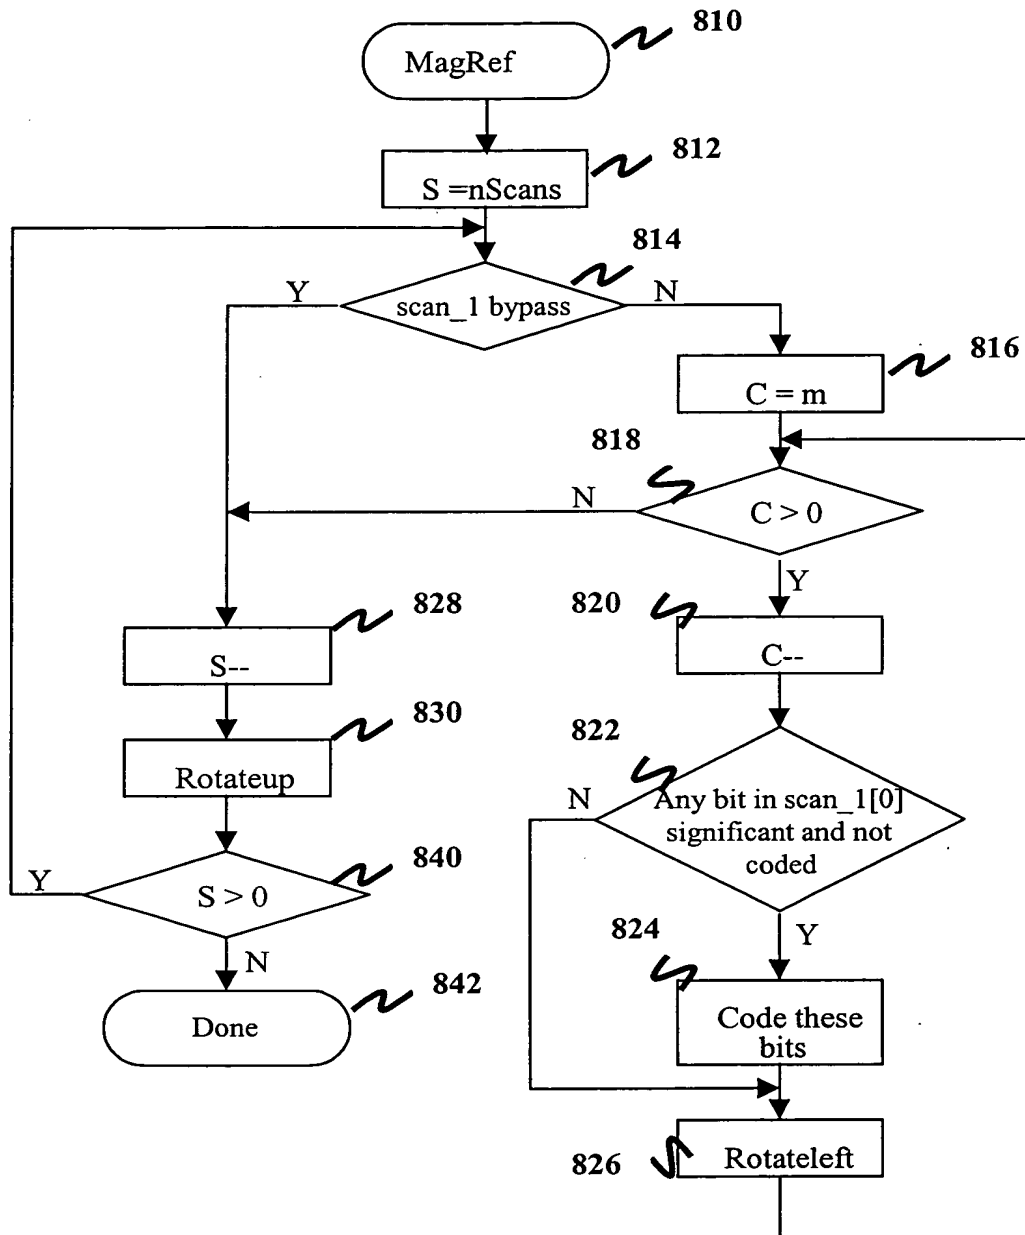 810
MagRef
812
S =nScans
814
Y
N
scan_1 bypass
816
C = m
818
N
C > 0
Y
828
820
S--
C--
830
822
Rotateup
N
Any bit in scan_1[0]
significant and not
coded
840
Y
S > 0
824
Y
N
842
Done
Code these
bits
826
Rotateleft